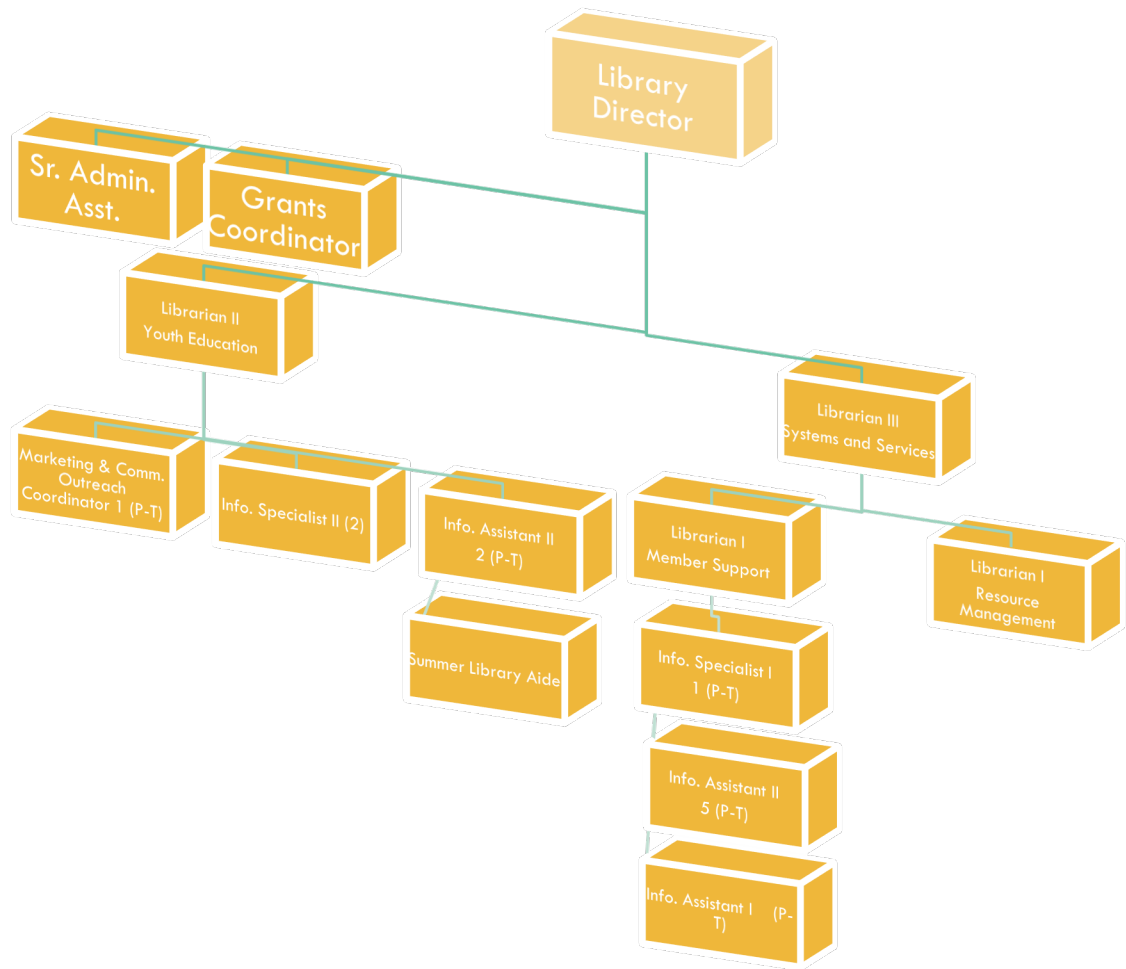 Library
Director
Sr. Admin.
Asst.
Grants
Coordinator
Librarian II
Youth Education
Librarian III
Systems and Services
Marketing & Comm.
Outreach
Coordinator 1 (P-T)
Info. Specialist II (2)
Info. Assistant II
2 (P-T)
Librarian I
Member Support
Librarian I
Resource
Management
Summer Library Aide
Info. Specialist I
1 (P-T)
Info. Assistant II
5 (P-T)
Info. Assistant I (P-
T)